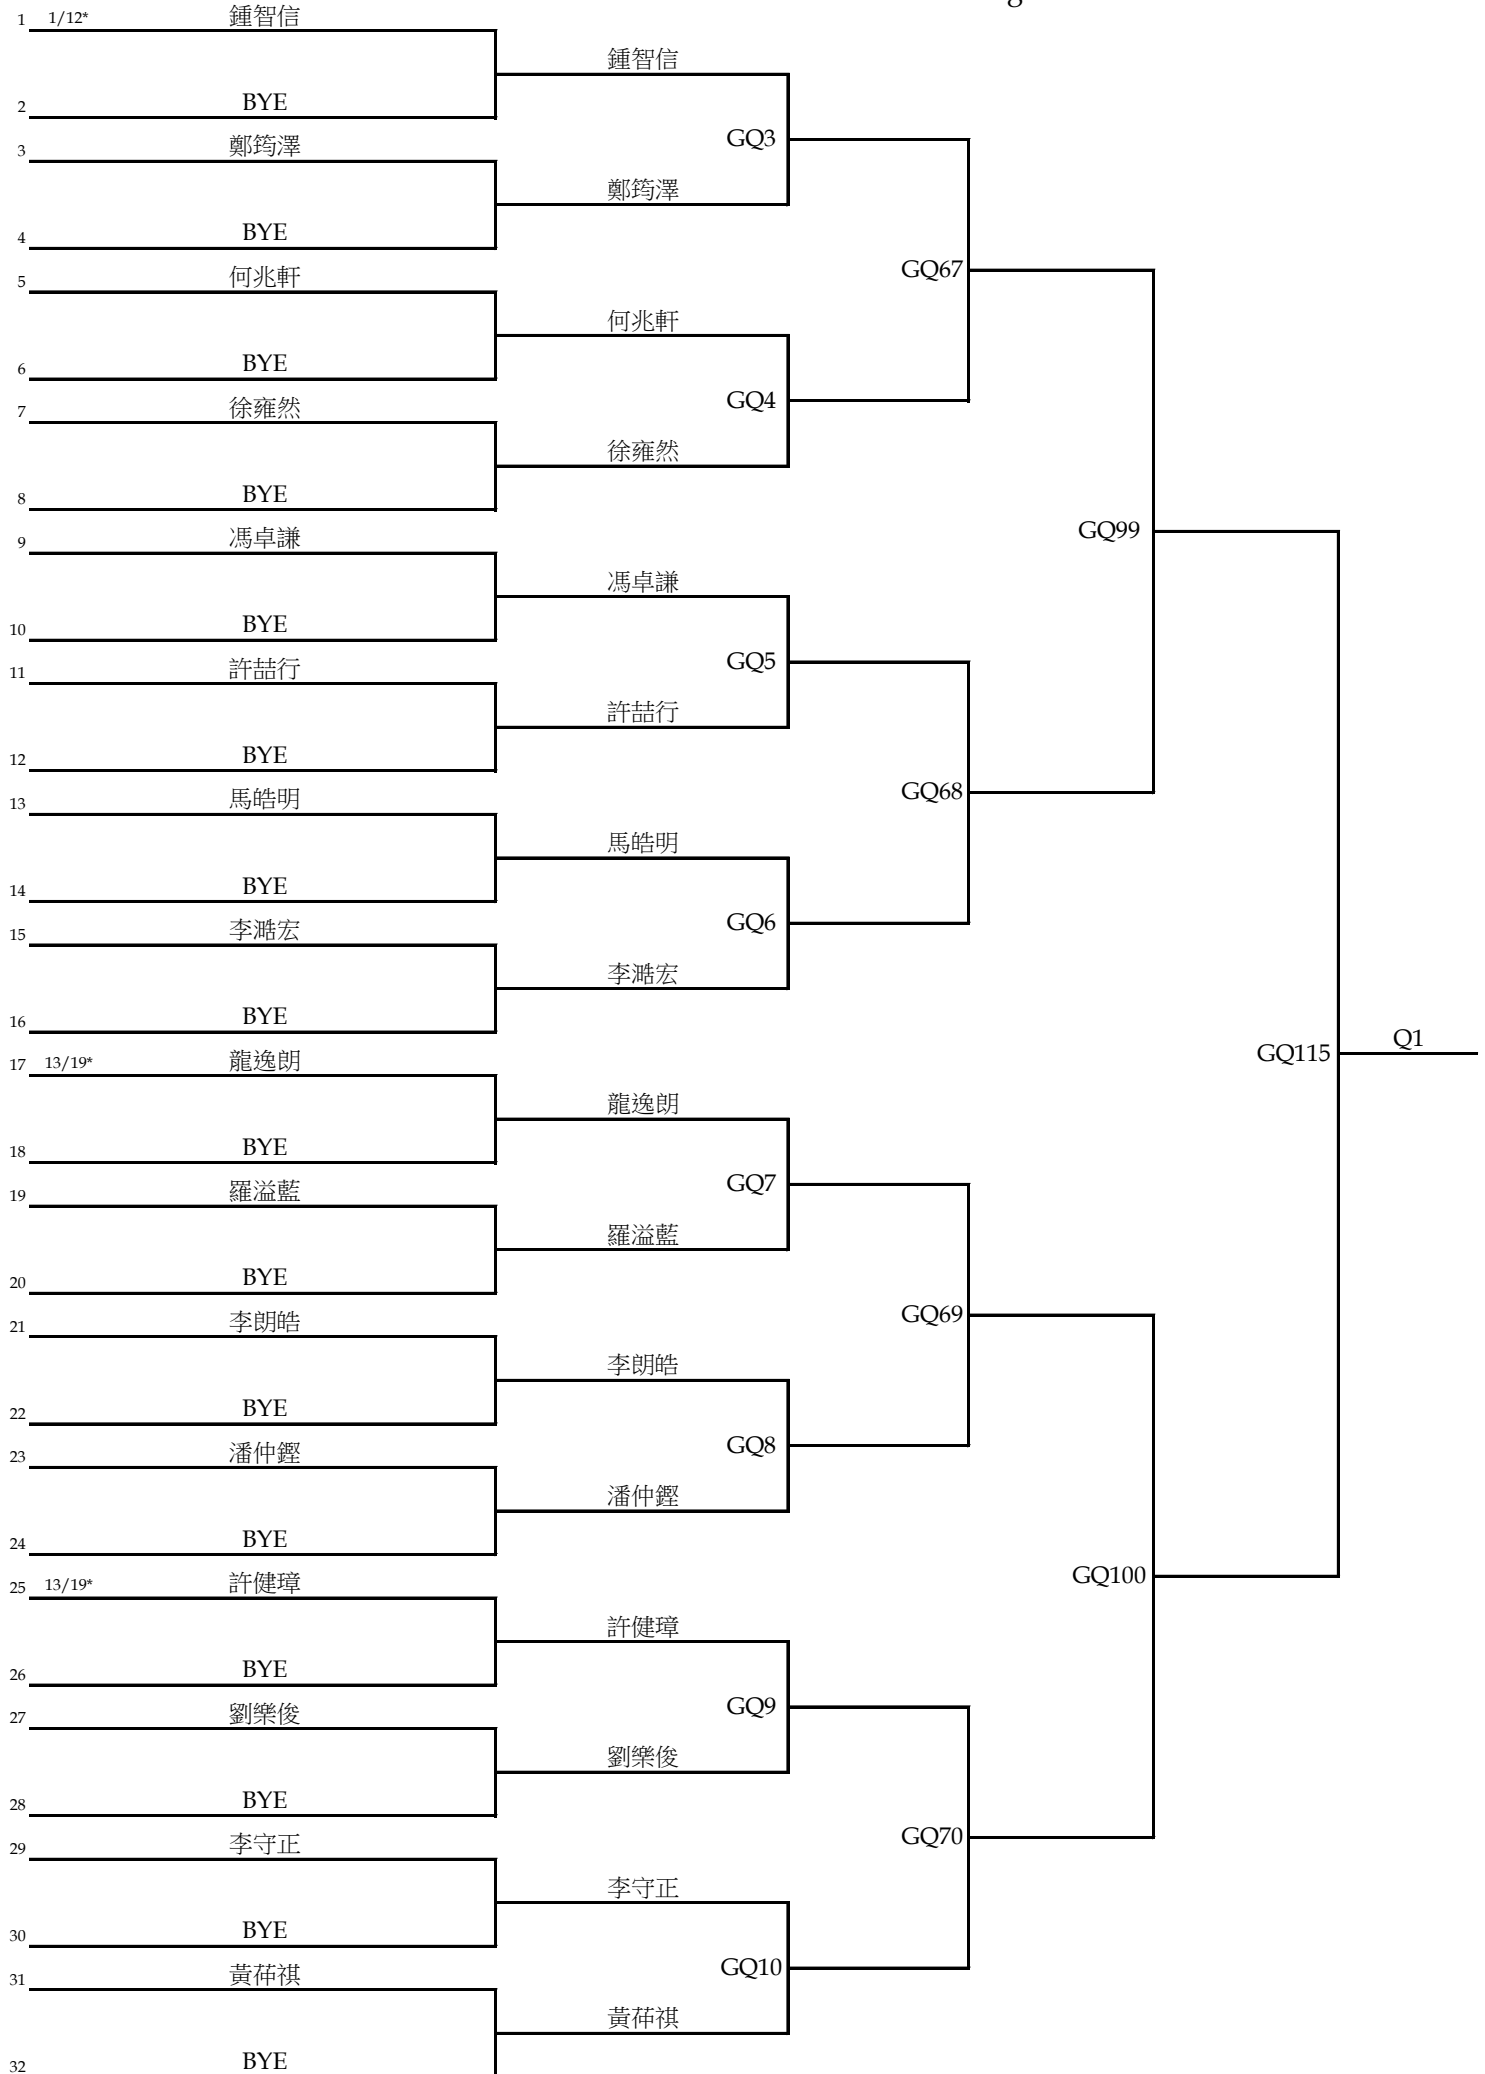 1 1/12* 鍾智信
鍾智信
2 BYE
GQ3
3 鄭筠澤
鄭筠澤
4 BYE
GQ67
5 何兆軒
何兆軒
6 BYE
GQ4
7 徐雍然
徐雍然
8 BYE
GQ99
9 馮卓謙
馮卓謙
10 BYE
GQ5
11 許喆行
許喆行
12 BYE
GQ68
13 馬皓明
馬皓明
14 BYE
GQ6
15 李澔宏
李澔宏
16 BYE
GQ115 Q1
17 13/19* 龍逸朗
龍逸朗
18 BYE
GQ7
19 羅溢藍
羅溢藍
20 BYE
GQ69
21 李朗皓
李朗皓
22 BYE
GQ8
23 潘仲鏗
潘仲鏗
24 BYE
GQ100
25 13/19* 許健璋
許健璋
26 BYE
GQ9
27 劉樂俊
劉樂俊
28 BYE
GQ70
29 李守正
李守正
30 BYE
GQ10
31 黃荋祺
黃荋祺
32 BYE